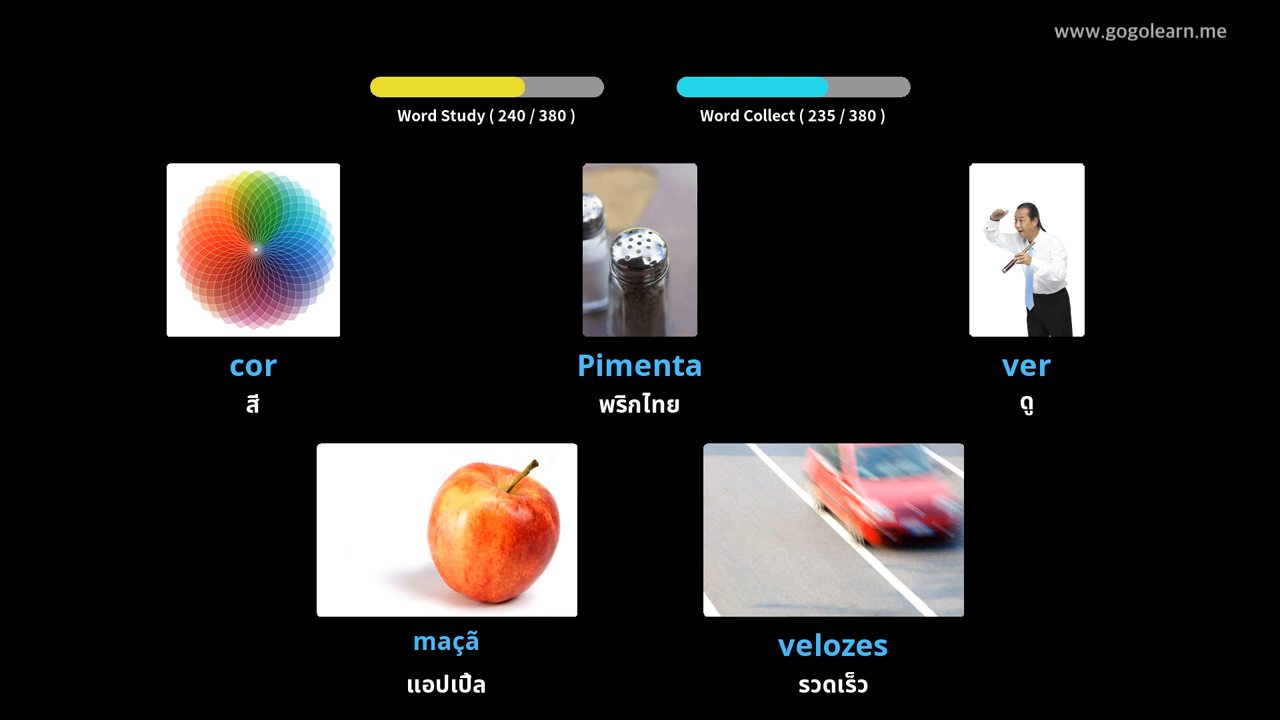 www.gogolearn.me
Word Study ( 240 / 380 )
Word Collect ( 235 / 380 )
cor
Pimenta
ver
สี
พริกไทย
ดู
maçã
velozes
แอปเปิ้ล
รวดเร็ว